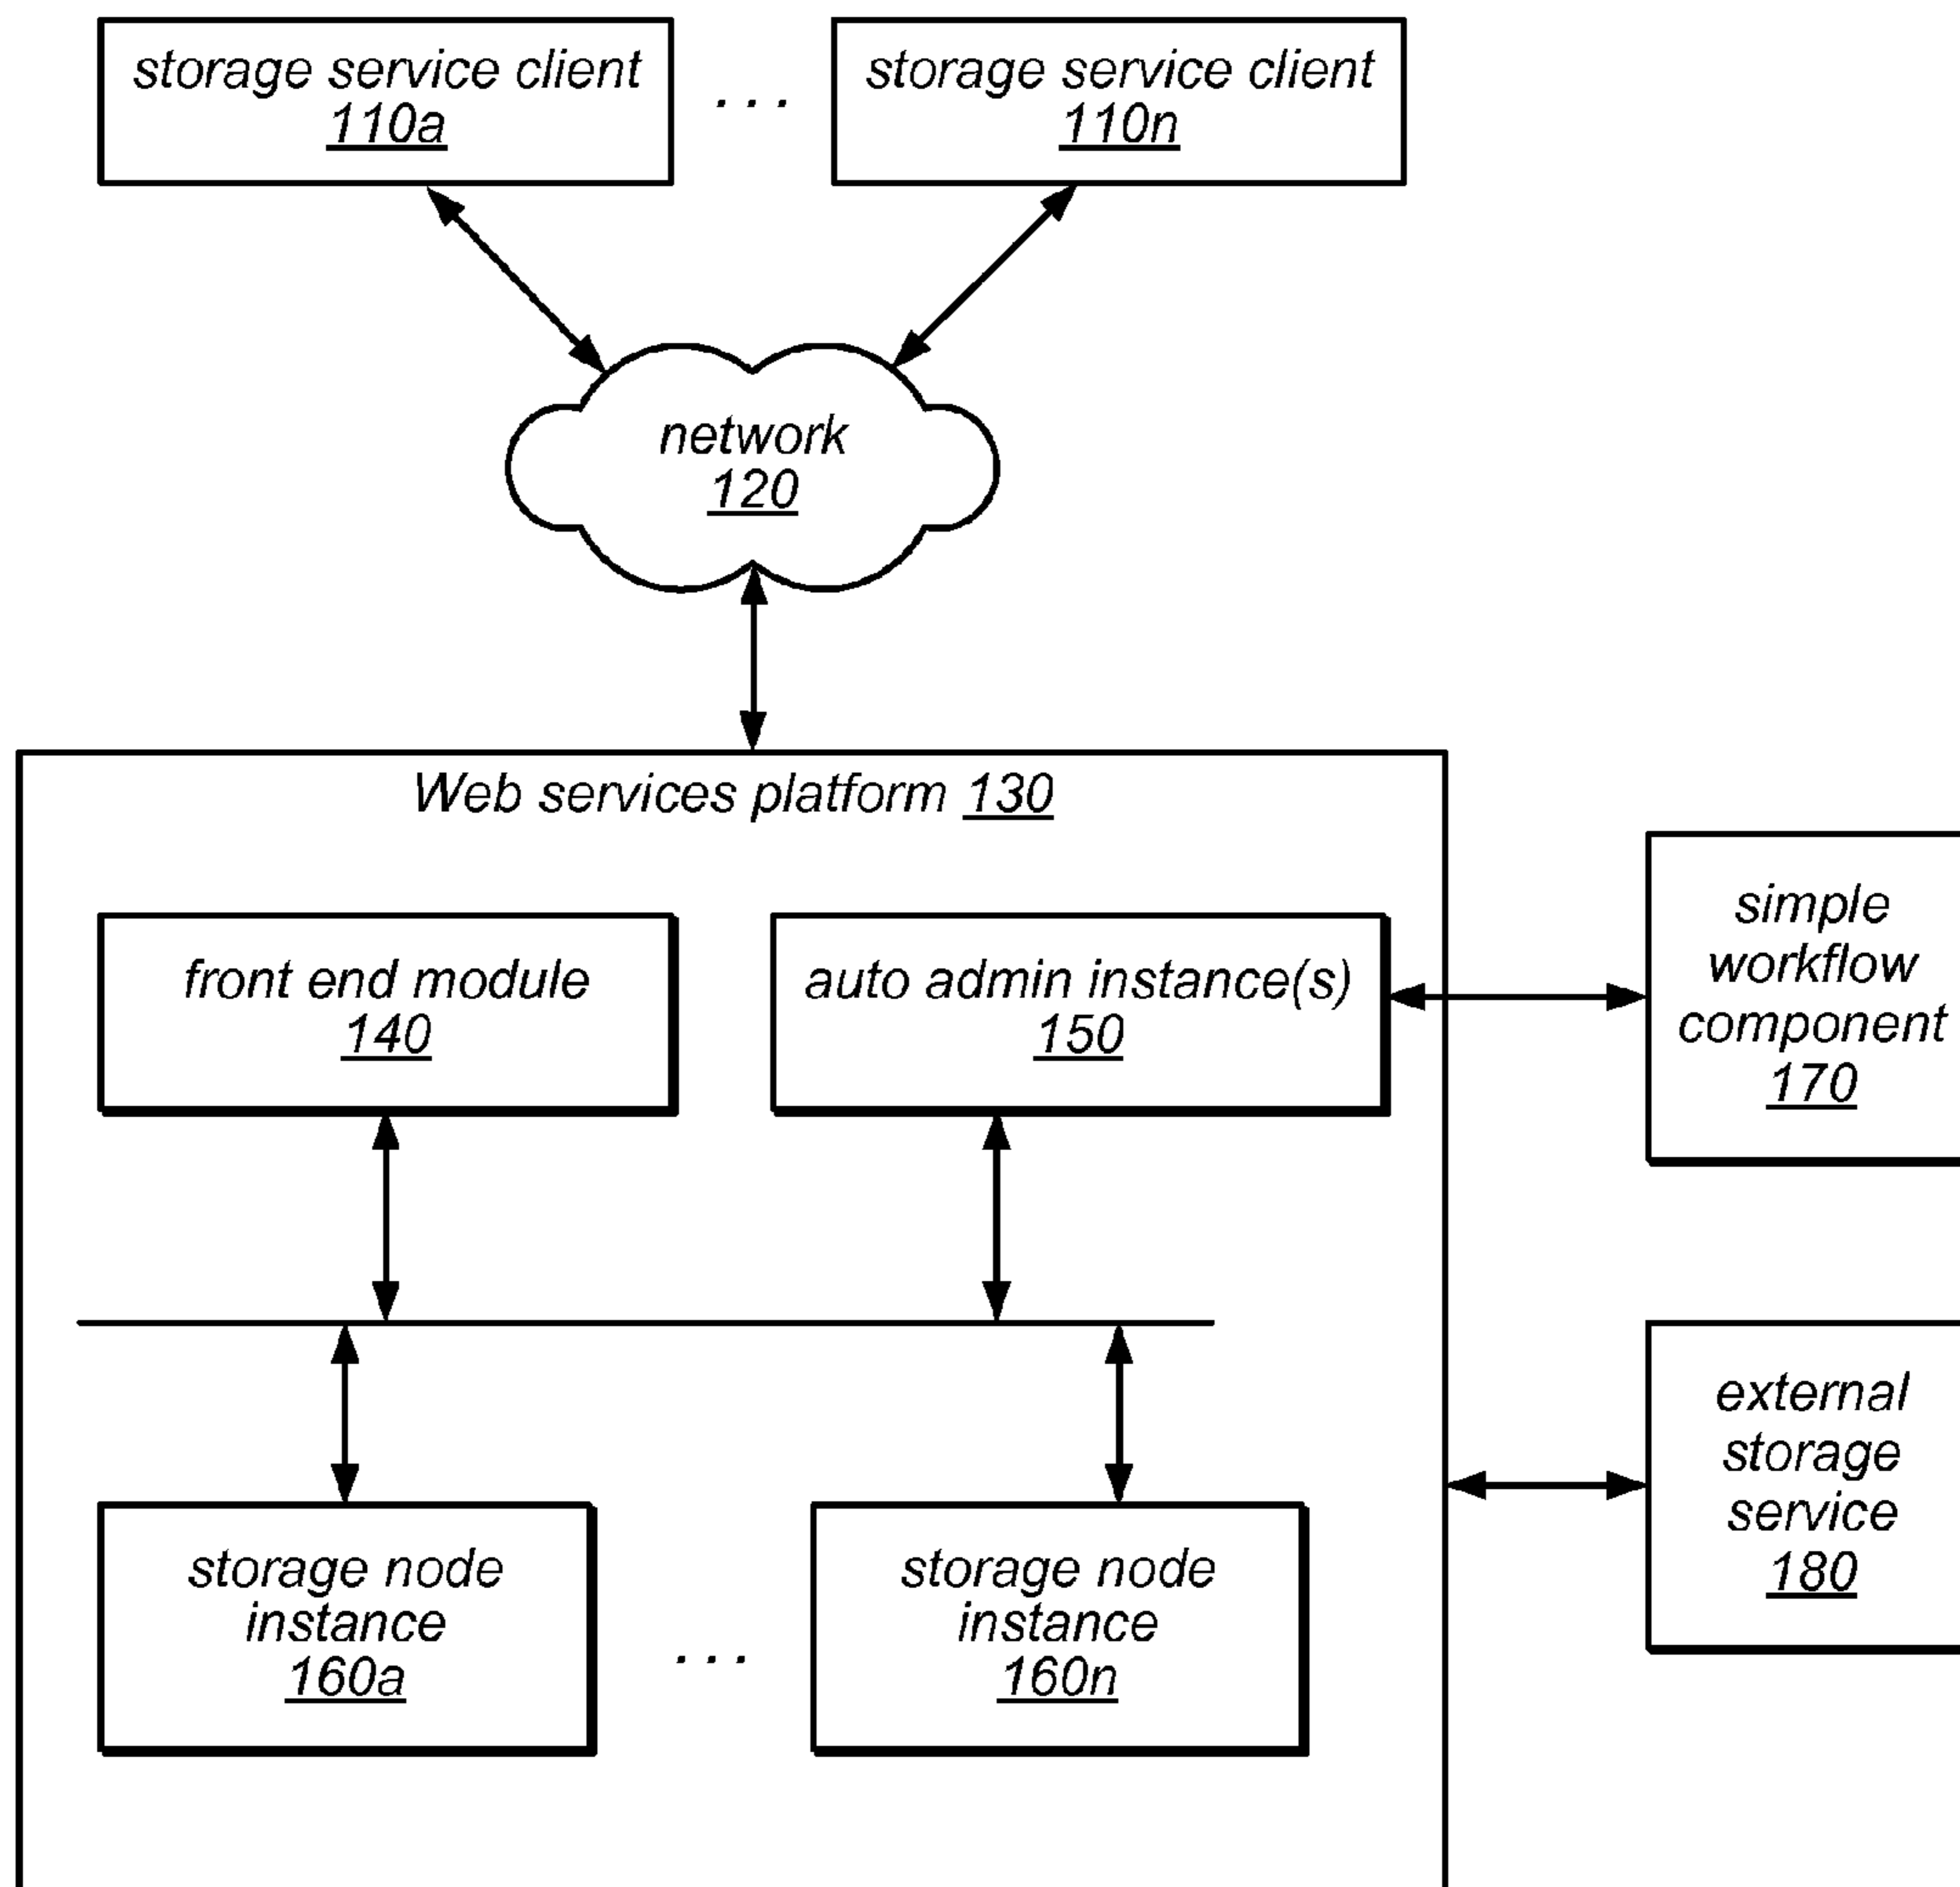 storage service client
110a
. . .
storage service client
110n
network
120
Web services platform 130
front end module
140
auto admin instance(s)
150
simple
workflow
component
170
external
storage
service
180
storage node
instance
160a
. . .
storage node
instance
160n